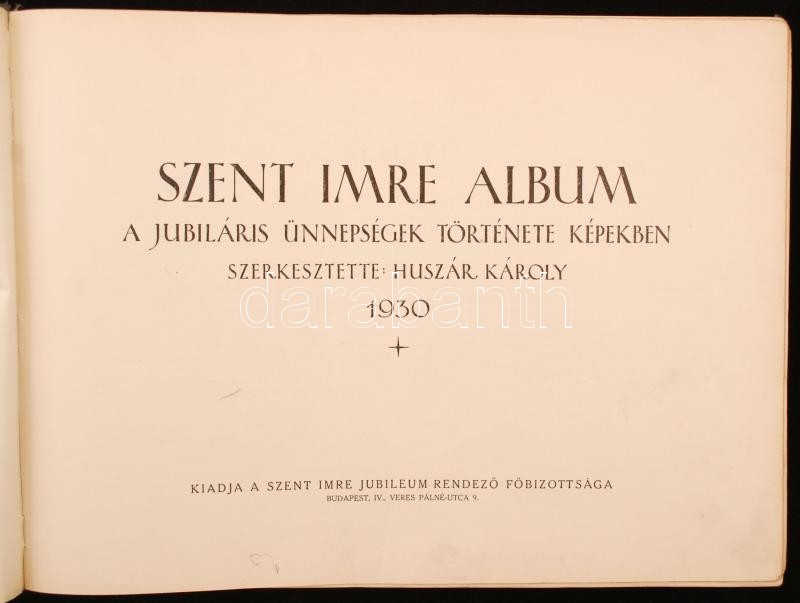 SZENT IMRE ALBUM
A JUBILÁRIS ÜNNEPSÉGEK TÖRTÉNETE KÉPEKBEN
SZERKESZTETTE: HUSZÁR KÁROLY
darabanth
1930
KIADJA A SZENT IMRE JUBILEUM RENDEZŐ FŐBIZOTTSÁGA
BUDAPEST, IV., VERES PÁLNÉ-UTCA 9.